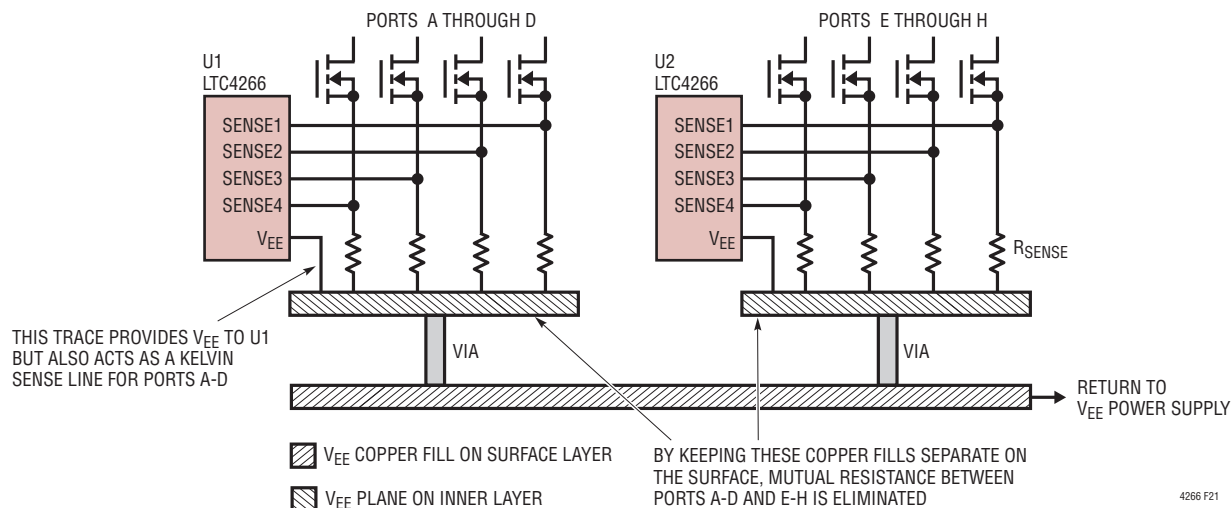 PORTS A THROUGH D
PORTS E THROUGH H
U1
LTC4266
SENSE1
SENSE2
SENSE3
SENSE4
VEE
U2
LTC4266
SENSE1
SENSE2
SENSE3
SENSE4
VEE
RSENSE
THIS TRACE PROVIDES VEE TO U1
BUT ALSO ACTS AS A KELVIN
SENSE LINE FOR PORTS A-D
VIA
VIA
RETURN TO
VEE POWER SUPPLY
VEE COPPER FILL ON SURFACE LAYER
VEE PLANE ON INNER LAYER
BY KEEPING THESE COPPER FILLS SEPARATE ON
THE SURFACE, MUTUAL RESISTANCE BETWEEN
PORTS A-D AND E-H IS ELIMINATED
4266 F21